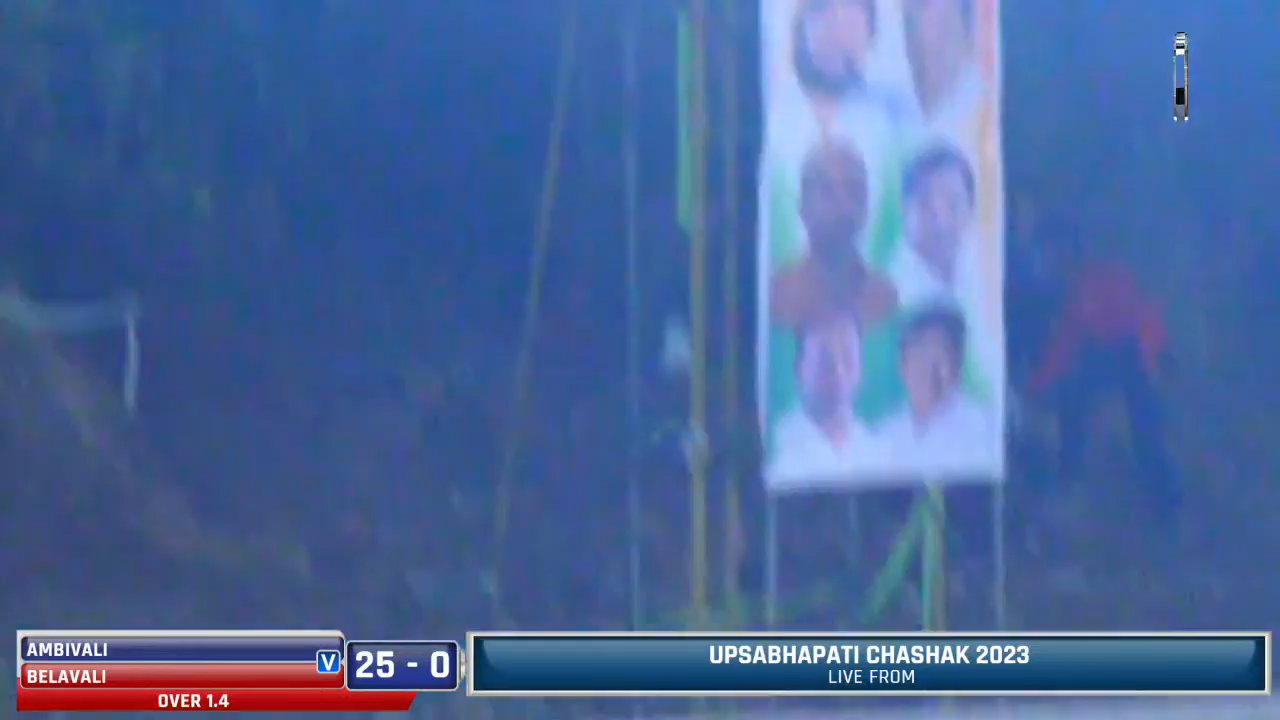 AMBIVALI
BELAVALI
V
25 - 0
OVER 1.4
UPSABHAPATI CHASHAK 2023
LIVE FROM